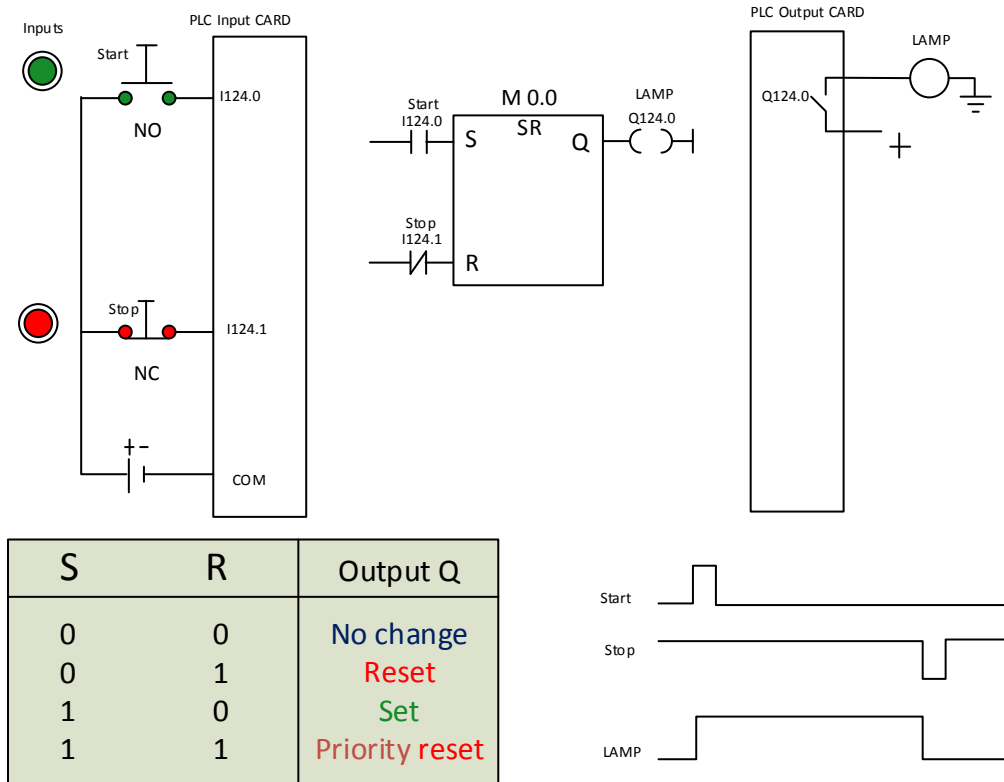 Inputs
PLC Input CARD
Start
I124.0
NO
Stop
I124.1
NC
+ -
COM
Start
I124.0
M 0.0
SR
S
Q
LAMP
Q124.0
Stop
I124.1
R
PLC Output CARD
LAMP
Q124.0
+
S R Output Q
0 0 No change
0 1 Reset
1 0 Set
1 1 Priority reset
Start
Stop
LAMP